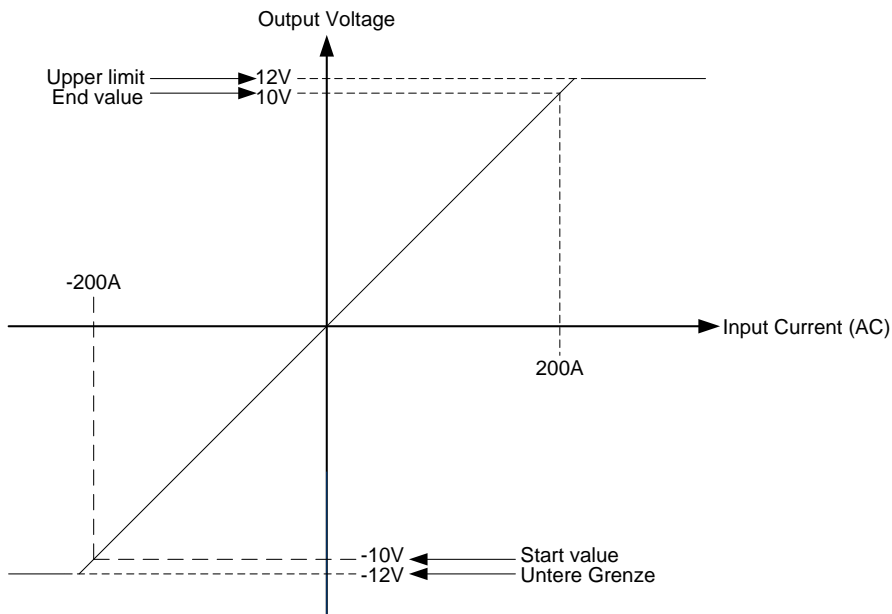 Output Voltage
Upper limit 12V
End value 10V
-200A
Input Current (AC)
200A
-10V Start value
-12V Untere Grenze